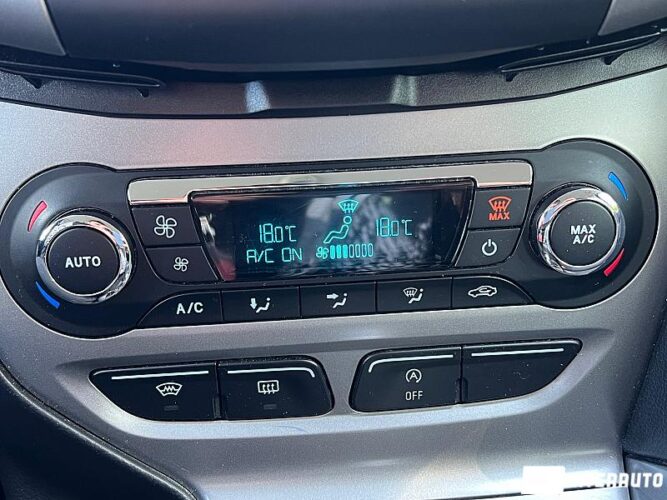 18.0°C 18.0°C
A/C ON
AUTO
MAX
MAX
A/C
A/C
A
OFF